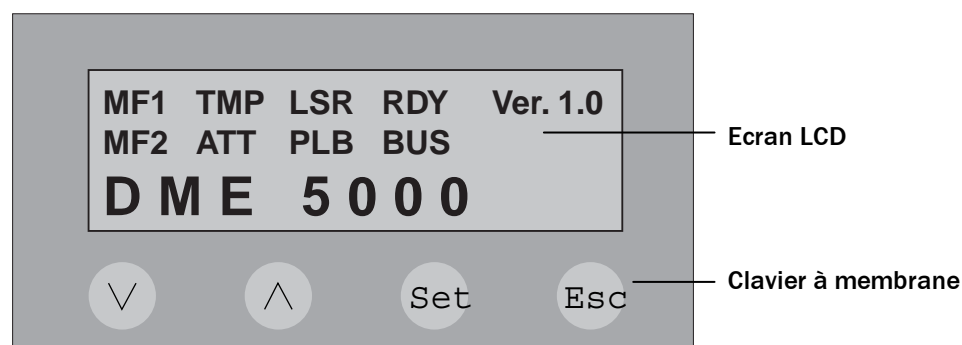 MF1 TMP LSR RDY Ver. 1.0
MF2 ATT PLB BUS
DME 5000
Ecran LCD
Set Esc
Clavier à membrane